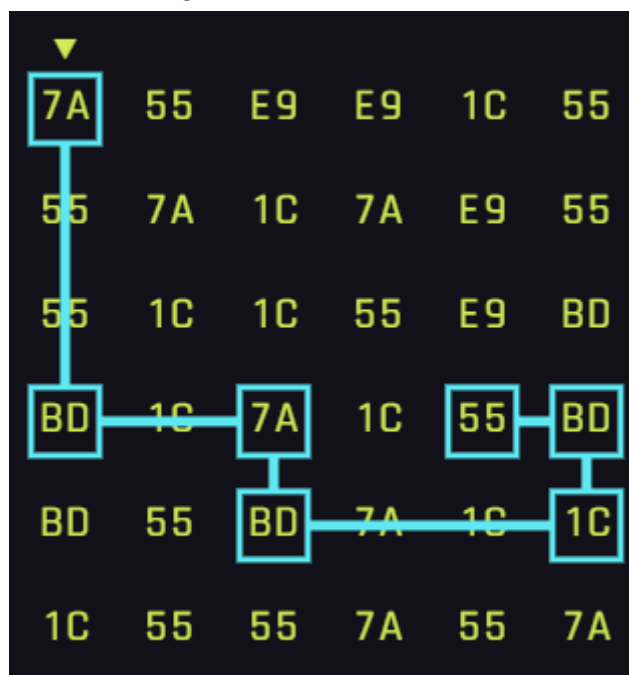 7A 55 E9 E9 1C 55
55 7A 1C 7A E9 55
55 1C 1C 55 E9 BD
BD 1C 7A 1C 55 BD
BD 55 BD 7A 1C 1C
1C 55 55 7A 55 7A